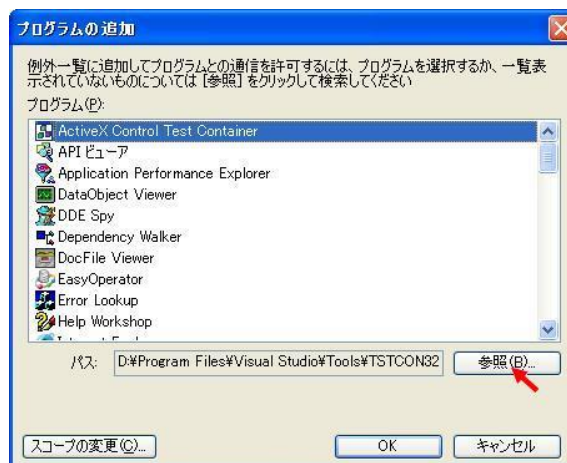 プログラムの追加
例外一覧に追加してプログラムとの通信を許可するには、プログラムを選択するか、一覧表
示されていないものについては [参照] をクリックして検索してください
プログラム(P):
ActiveX Control Test Container
API ビューア
Application Performance Explorer
DataObject Viewer
DDE Spy
Dependency Walker
DocFile Viewer
EasyOperator
Error Lookup
Help Workshop
パス: D:¥Program Files¥Visual Studio¥Tools¥TSTCON32 参照(B)...
スコープの変更(C)... OK キャンセル